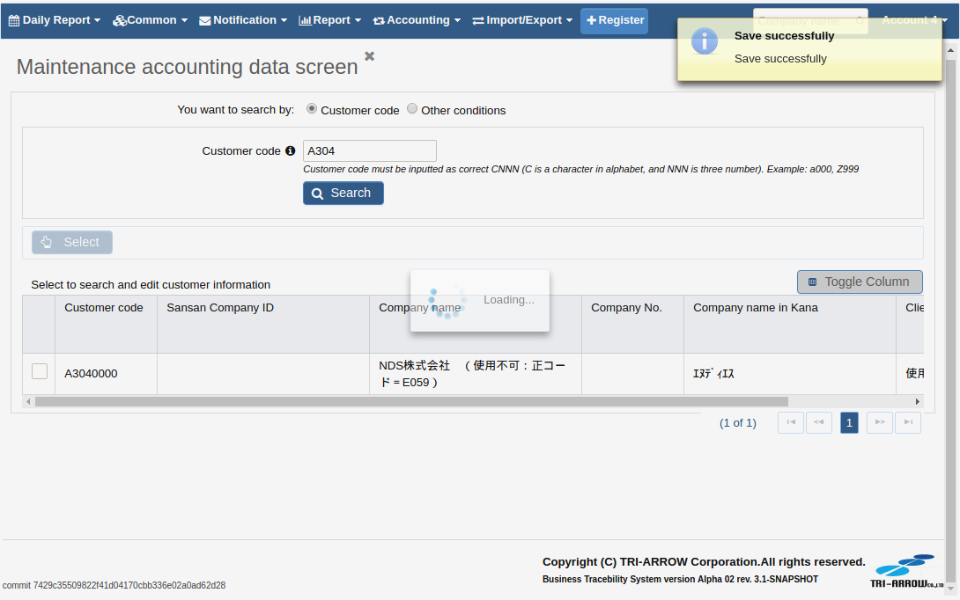 Daily Report Common Notification Report Accounting Import/Export Register Company name Account 4
Save successfully
Save successfully
Maintenance accounting data screen
You want to search by: Customer code Other conditions
Customer code A304
Customer code must be inputted as correct CNNN (C is a character in alphabet, and NNN is three number). Example: a000, Z999
Search
Select
Loading...
Select to search and edit customer information
Toggle Column
Customer code Sansan Company ID Company name Company No. Company name in Kana Clie
A3040000 NDS株式会社 （使用不可：正コー ｴﾇﾃﾞｨｴｽ 使用
ド＝E059）
(1 of 1) 1
Copyright (C) TRI-ARROW Corporation.All rights reserved.
Business Tracebility System version Alpha 02 rev. 3.1-SNAPSHOT
TRI-ARROW CO.,LTD
commit 7429c35509822f41d04170cbb336e02a0ad62d28